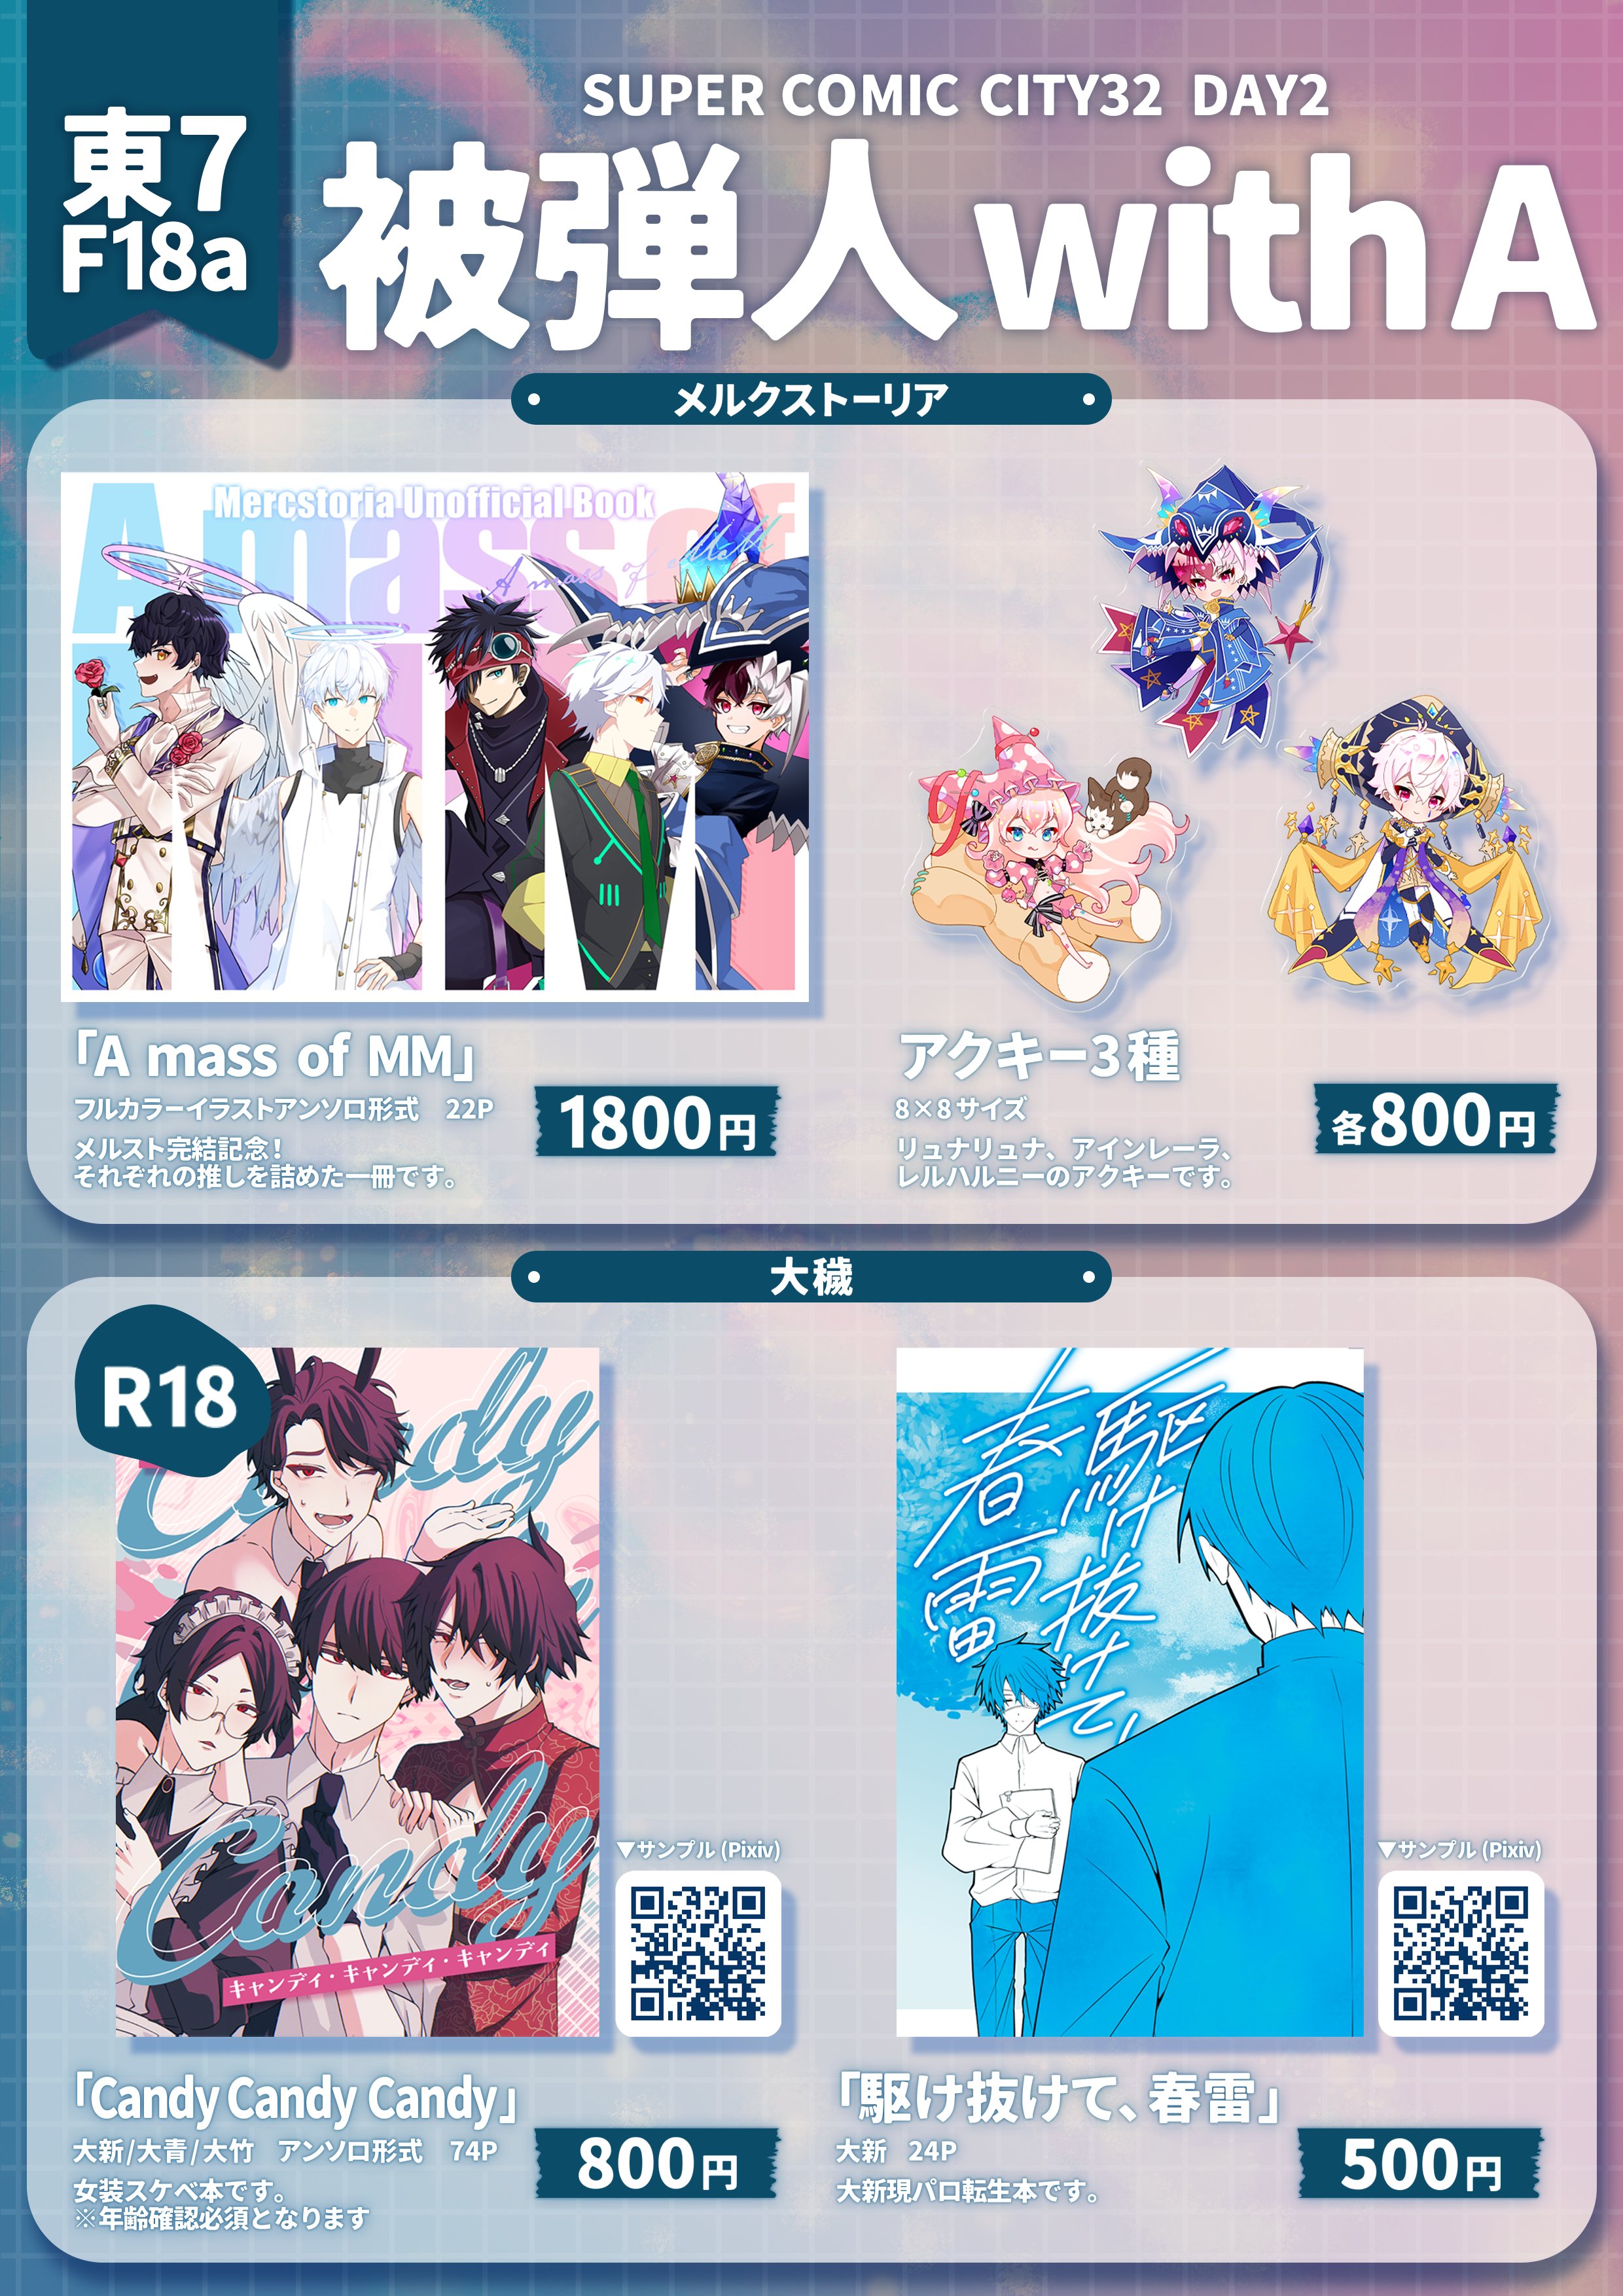 東7
F18a
SUPER COMIC CITY32 DAY2
被弾人 with A
メルクストーリア
Mercstoria Unofficial Book
A mass of
A mass of MM
「A mass of MM」
フルカラーイラストアンソロ形式 22P
メルスト完結記念！
それぞれの推しを詰めた一冊です。
1800円
アクキー3種
8×8サイズ
リュナリュナ、アインレーラ、
レルハルニーのアクキーです。
各800円
大穢
R18
Candy
Candy
キャンディ・キャンディ・キャンディ
▼サンプル (Pixiv)
「Candy Candy Candy」
大新/大青/大竹 アンソロ形式 74P
女装スケベ本です。
※年齢確認必須となります
800円
駆け抜けて、
春雷
▼サンプル (Pixiv)
「駆け抜けて、春雷」
大新 24P
大新現パロ転生本です。
500円